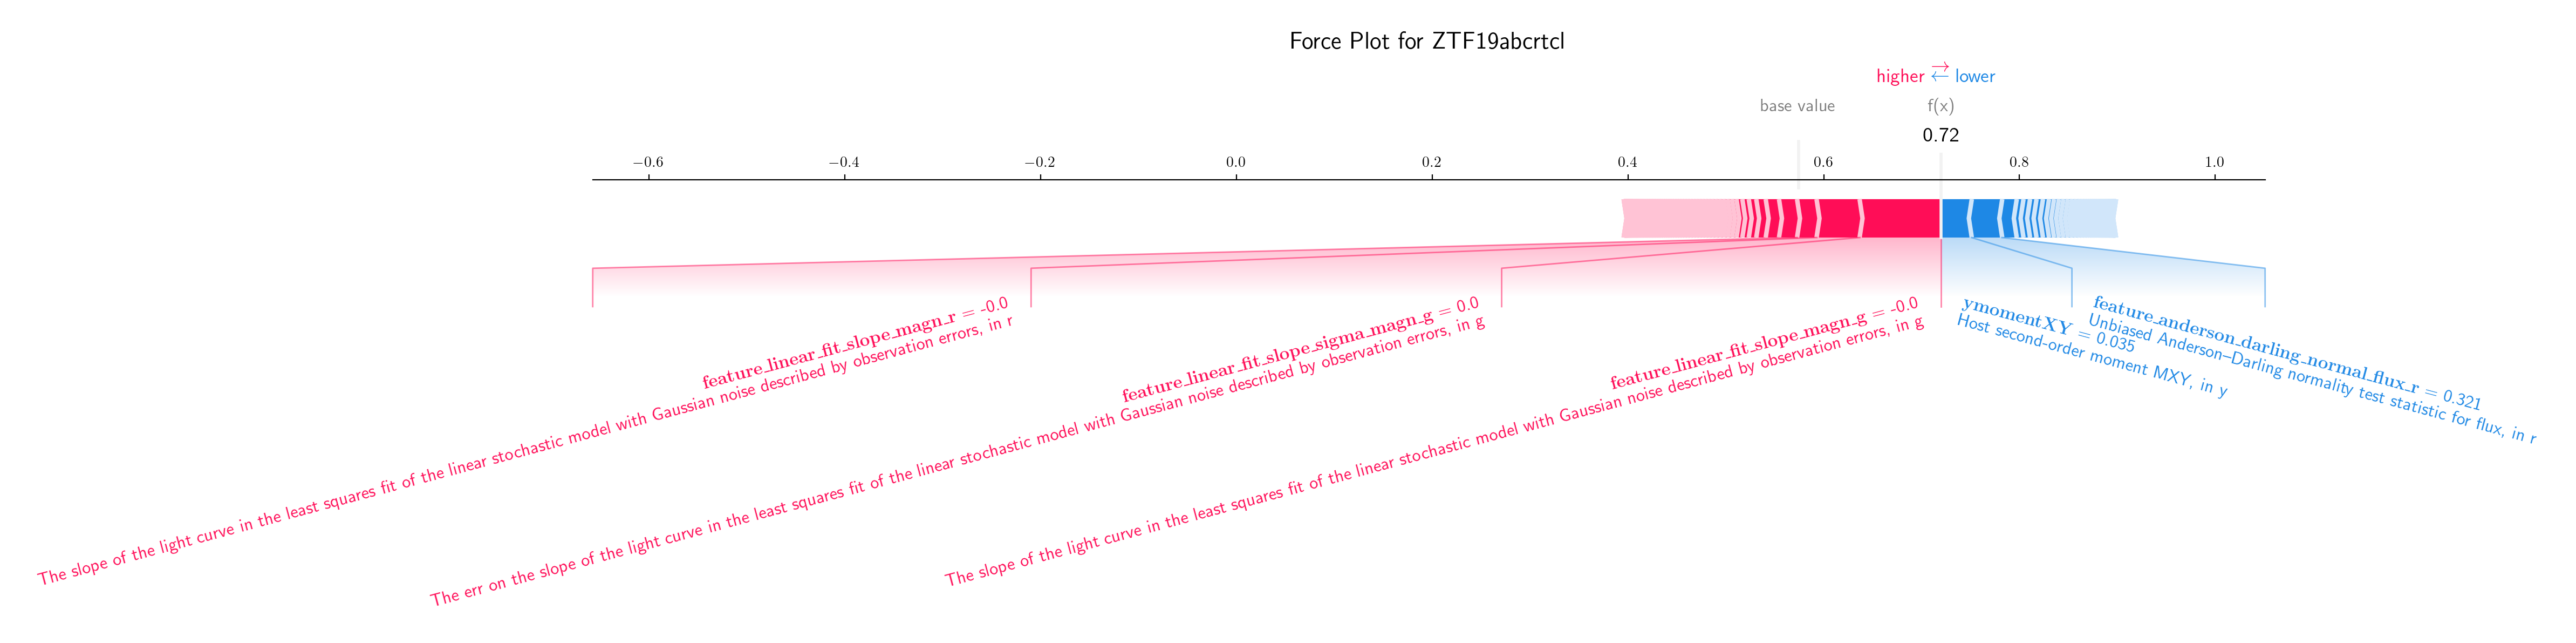 Force Plot for ZTF19abcrtcl
higher → ← lower
base value
f(x)
0.72
−0.6
−0.4
−0.2
0.0
0.2
0.4
0.6
0.8
1.0
feature_linear_fit_slope_magn_r = -0.0
The slope of the light curve in the least squares fit of the linear stochastic model with Gaussian noise described by observation errors, in r
feature_linear_fit_slope_sigma_magn_g = 0.0
The err on the slope of the light curve in the least squares fit of the linear stochastic model with Gaussian noise described by observation errors, in g
feature_linear_fit_slope_magn_g = -0.0
The slope of the light curve in the least squares fit of the linear stochastic model with Gaussian noise described by observation errors, in g
ymomentXY = 0.035
Host second-order moment MXY, in y
feature_anderson_darling_normal_flux_r = 0.321
Unbiased Anderson–Darling normality test statistic for flux, in r